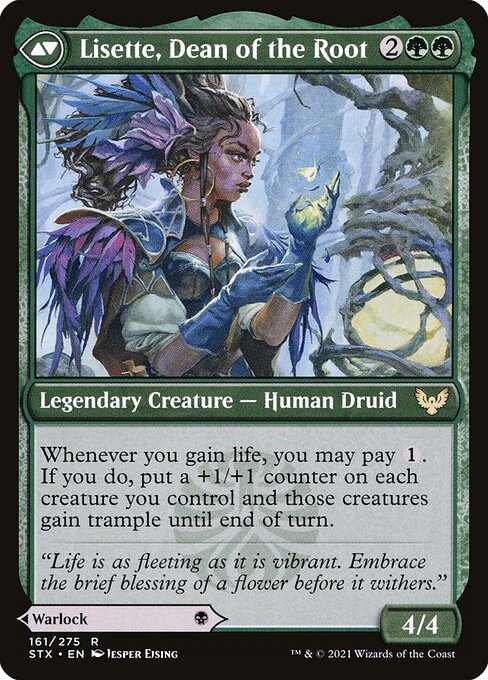 Lisette, Dean of the Root 2
Legendary Creature — Human Druid
Whenever you gain life, you may pay 1.
If you do, put a +1/+1 counter on each
creature you control and those creatures
gain trample until end of turn.
“Life is as fleeting as it is vibrant. Embrace
the brief blessing of a flower before it withers.”
Warlock
4/4
161/275 R
STX • EN Jesper Ejsing
™ & © 2021 Wizards of the Coast